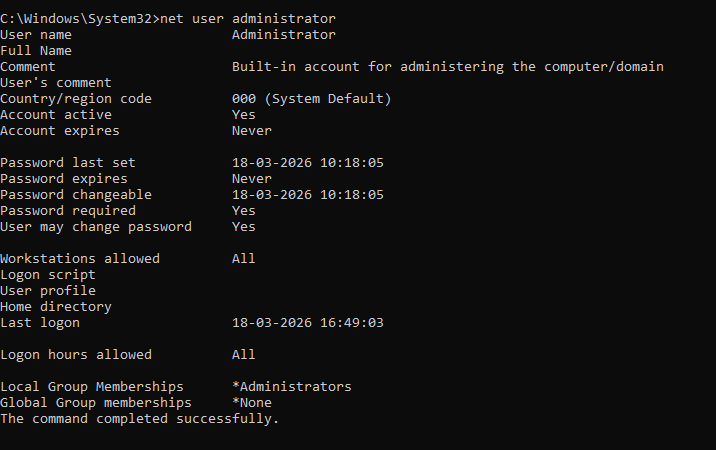 C:\Windows\System32>net user administrator
User name                    Administrator
Full Name
Comment                      Built-in account for administering the computer/domain
User's comment
Country/region code          000 (System Default)
Account active               Yes
Account expires              Never

Password last set            18-03-2026 10:18:05
Password expires             Never
Password changeable          18-03-2026 10:18:05
Password required            Yes
User may change password     Yes

Workstations allowed         All
Logon script
User profile
Home directory
Last logon                   18-03-2026 16:49:03

Logon hours allowed          All

Local Group Memberships      *Administrators
Global Group memberships     *None
The command completed successfully.